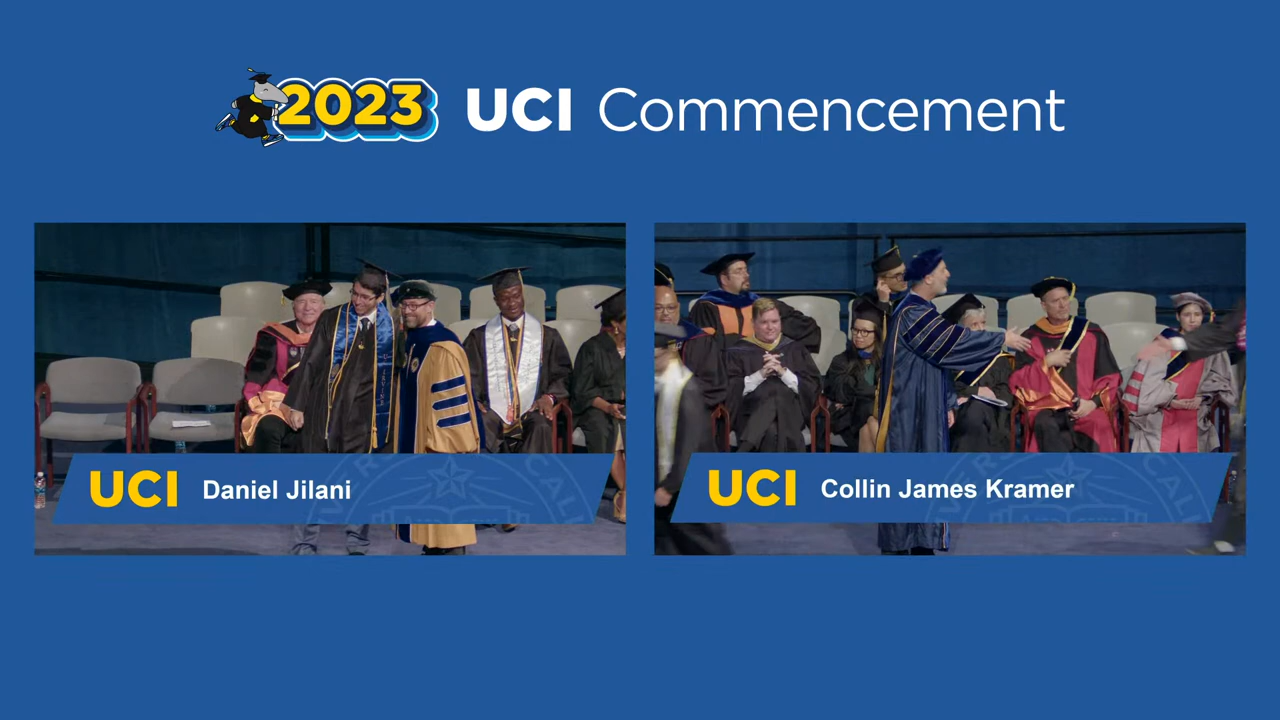 2023 UCI Commencement
UCI Daniel Jilani
UCI Collin James Kramer